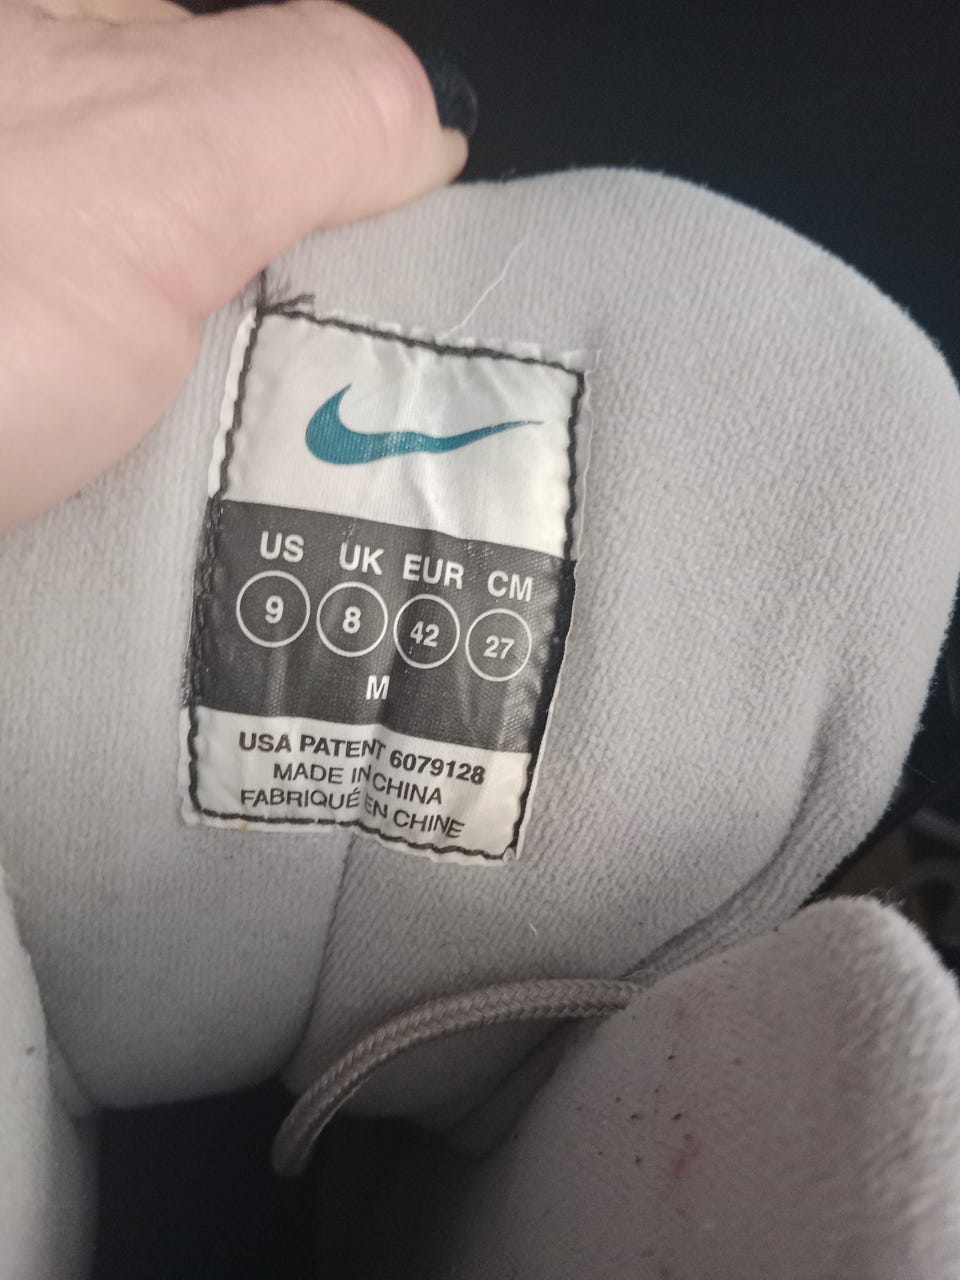 US UK EUR CM
9 8 42 27
M
USA PATENT 6079128
MADE IN CHINA
FABRIQUÉ EN CHINE